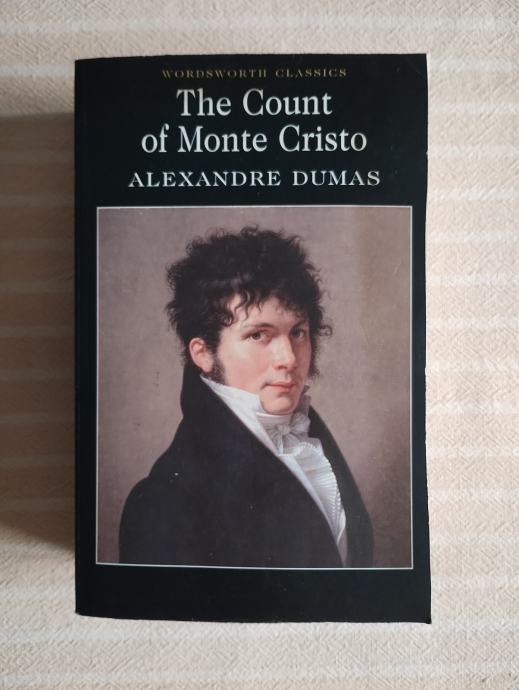 WORDSWORTH CLASSICS
The Count
of Monte Cristo
ALEXANDRE DUMAS